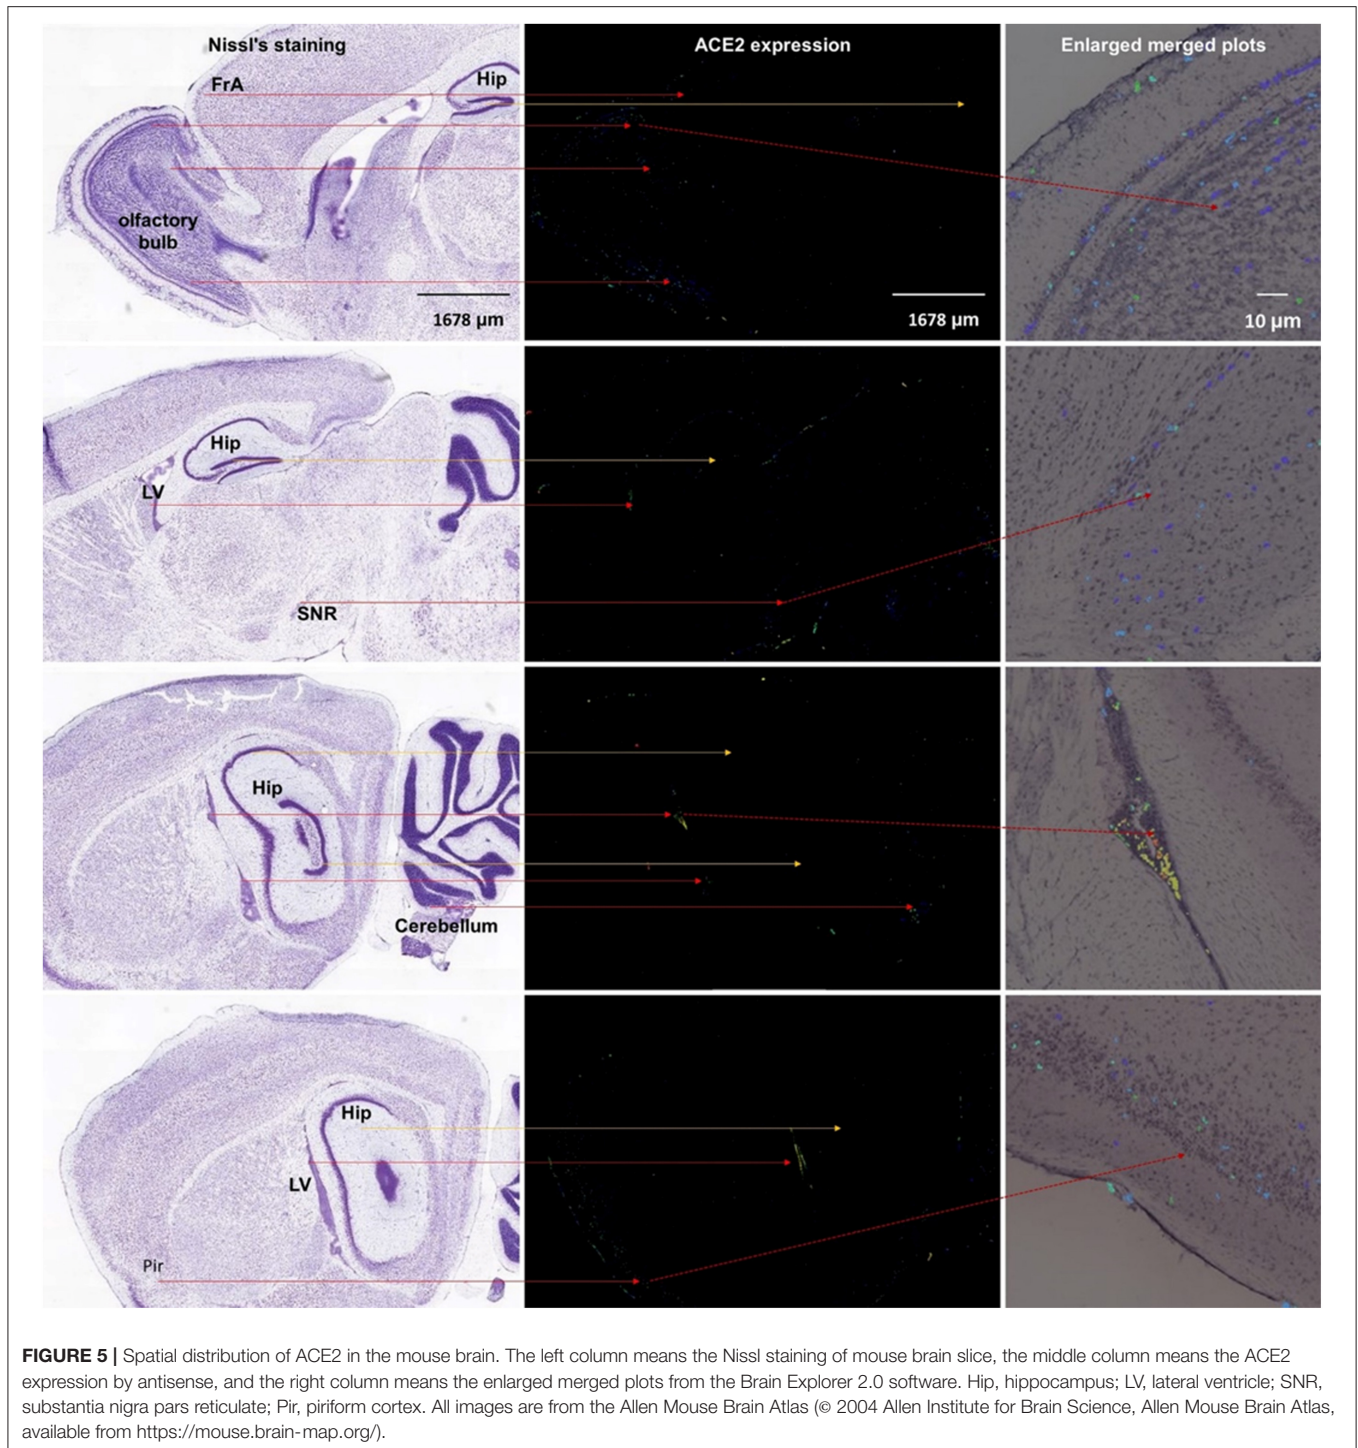 Nissl's staining
ACE2 expression
Enlarged merged plots
FrA
Hip
olfactory
bulb
1678 µm
1678 µm
10 µm
Hip
LV
SNR
Hip
Cerebellum
Hip
LV
Pir
FIGURE 5 | Spatial distribution of ACE2 in the mouse brain. The left column means the Nissl staining of mouse brain slice, the middle column means the ACE2
expression by antisense, and the right column means the enlarged merged plots from the Brain Explorer 2.0 software. Hip, hippocampus; LV, lateral ventricle; SNR,
substantia nigra pars reticulate; Pir, piriform cortex. All images are from the Allen Mouse Brain Atlas (© 2004 Allen Institute for Brain Science, Allen Mouse Brain Atlas,
available from https://mouse.brain-map.org/).